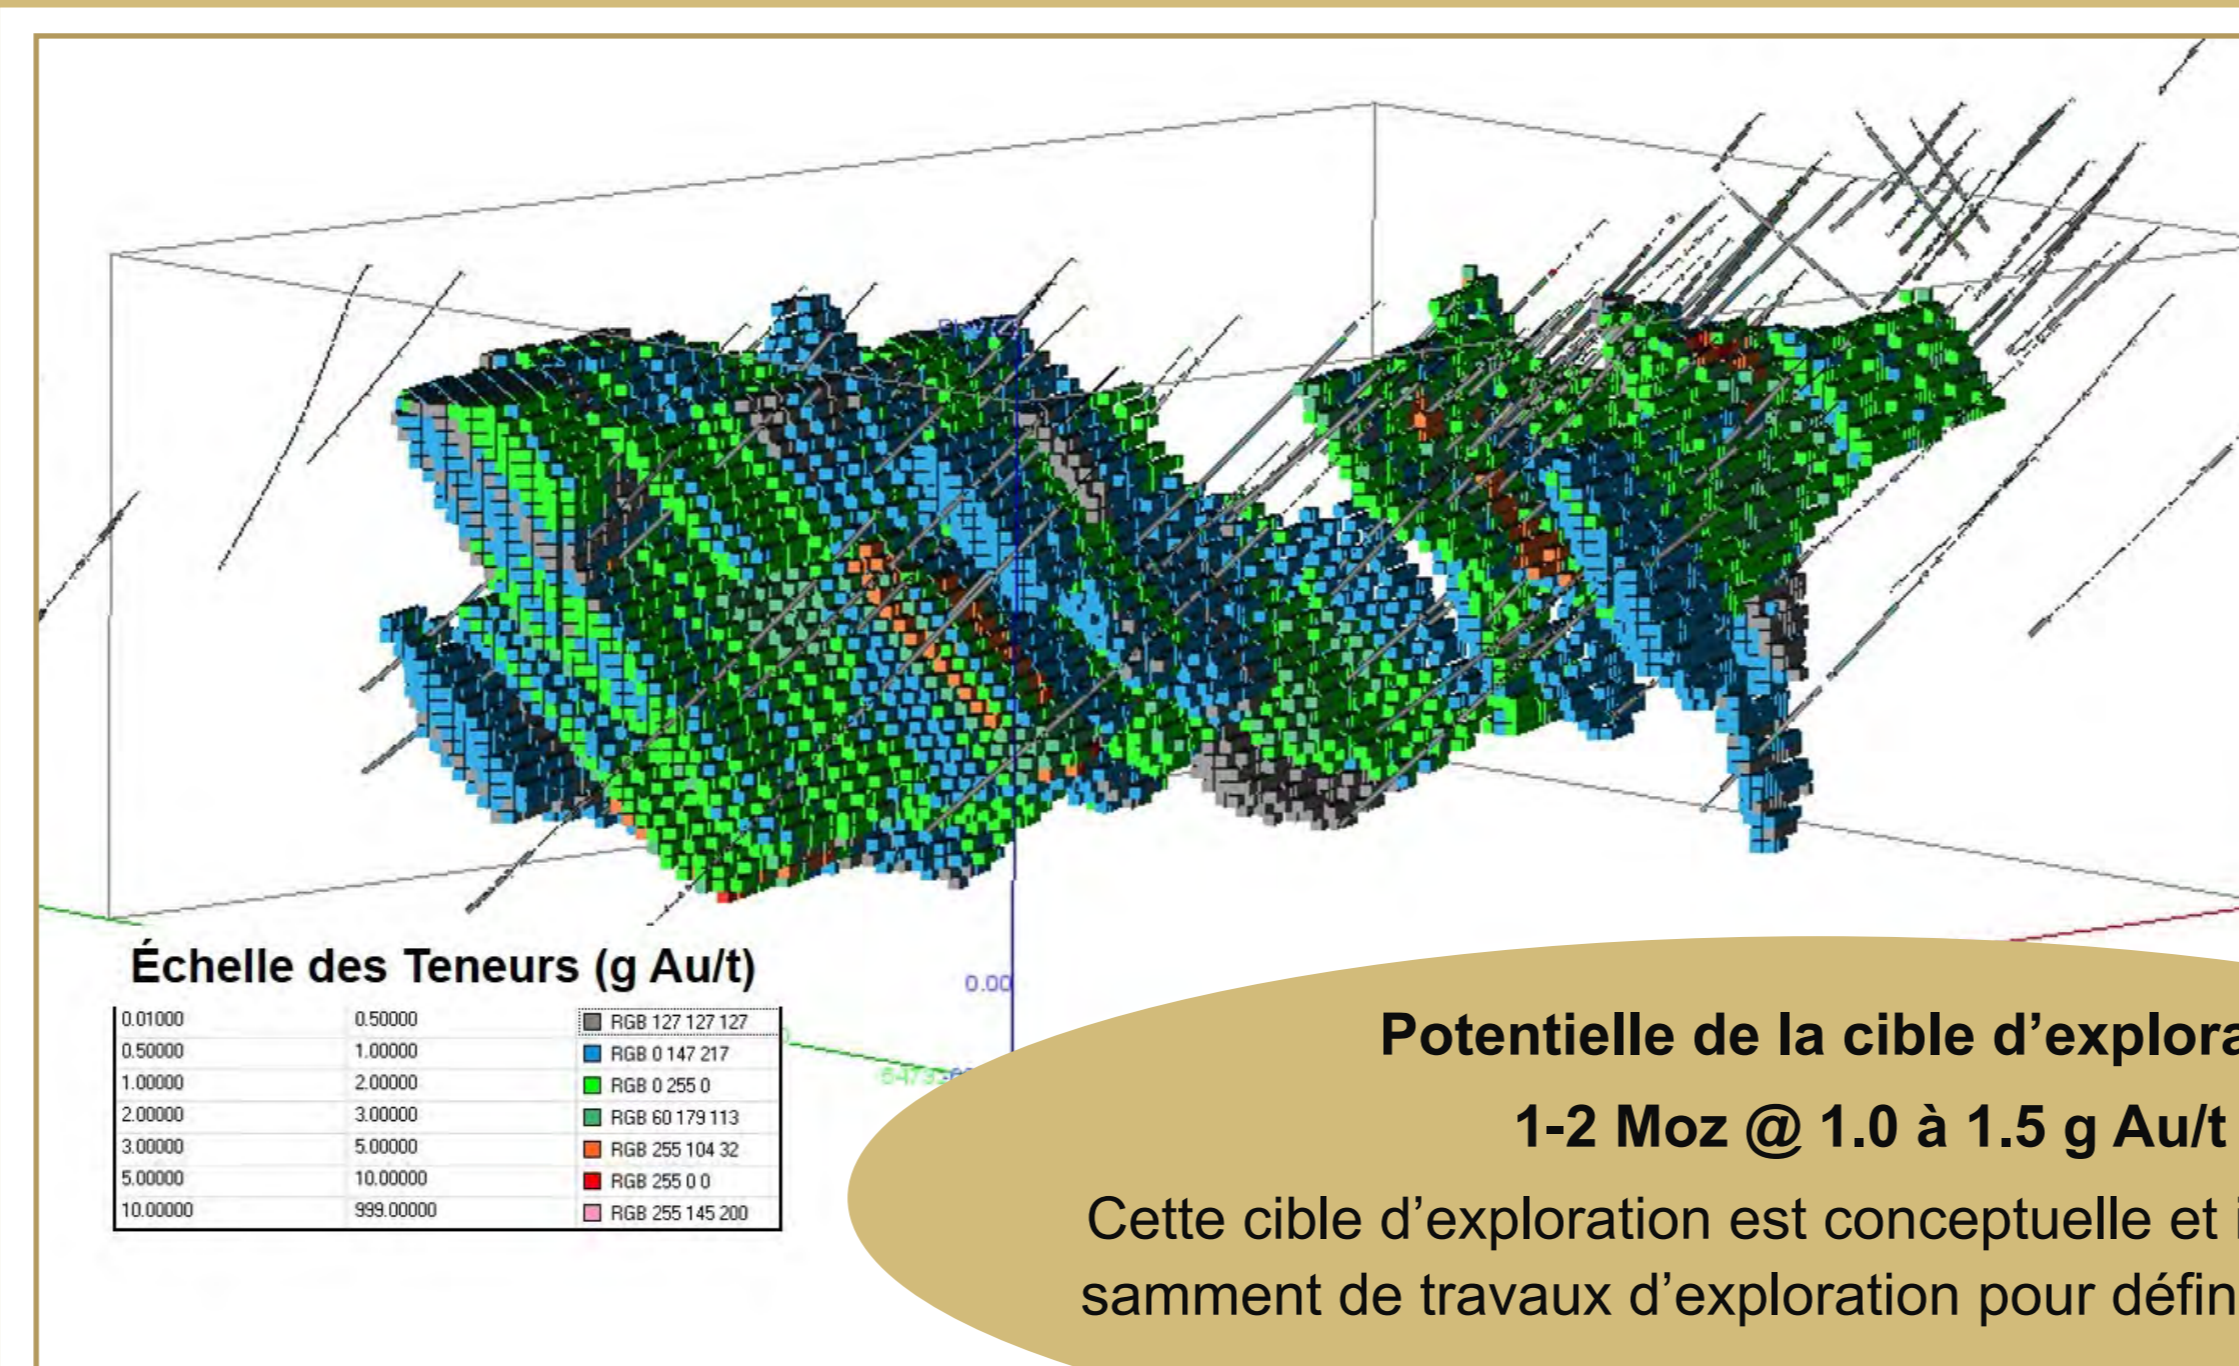 Échelle des Teneurs (g Au/t)
0.01000 0.50000 RGB 127 127 127
0.50000 1.00000 RGB 0 147 217
1.00000 2.00000 RGB 0 255 0
2.00000 3.00000 RGB 60 179 113
3.00000 5.00000 RGB 255 104 32
5.00000 10.00000 RGB 255 0 0
10.00000 999.00000 RGB 255 145 200
0.00
Potentielle de la cible d'explora
1-2 Moz @ 1.0 à 1.5 g Au/t
Cette cible d'exploration est conceptuelle et i
samment de travaux d'exploration pour défin